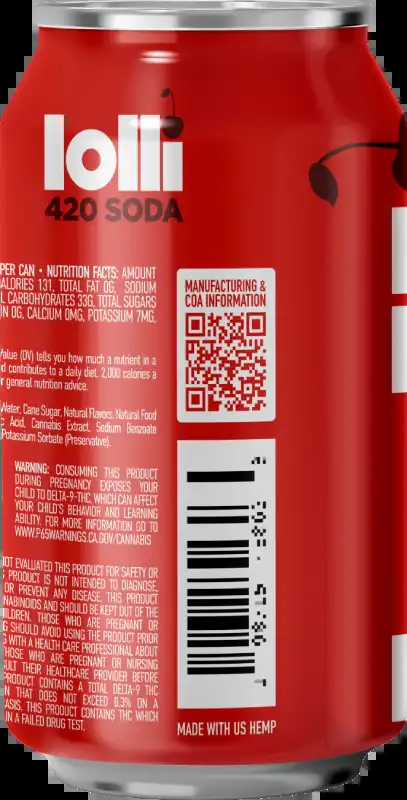 lolli
420 SODA
PER CAN • NUTRITION FACTS: AMOUNT
ALORIES 131, TOTAL FAT 0G, SODIUM
L CARBOHYDRATES 33G, TOTAL SUGARS
IN 0G, CALCIUM 0MG, POTASSIUM 7MG.
Value (DV) tells you how much a nutrient in a
d contributes to a daily diet. 2,000 calories a
r general nutrition advice.
Water, Cane Sugar, Natural Flavors, Natural Food
c Acid, Cannabis Extract, Sodium Benzoate
Potassium Sorbate (Preservative).
WARNING: CONSUMING THIS PRODUCT
DURING PREGNANCY EXPOSES YOUR
CHILD TO DELTA-9-THC, WHICH CAN AFFECT
YOUR CHILD'S BEHAVIOR AND LEARNING
ABILITY. FOR MORE INFORMATION GO TO
WWW.P65WARNINGS.CA.GOV/CANNABIS
NOT EVALUATED THIS PRODUCT FOR SAFETY OR
PRODUCT IS NOT INTENDED TO DIAGNOSE,
OR PREVENT ANY DISEASE. THIS PRODUCT
NNABINOIDS AND SHOULD BE KEPT OUT OF THE
ILDREN. THOSE WHO ARE PREGNANT OR
G SHOULD AVOID USING THE PRODUCT PRIOR
G WITH A HEALTH CARE PROFESSIONAL ABOUT
HOSE WHO ARE PREGNANT OR NURSING
ULT THEIR HEALTHCARE PROVIDER BEFORE
PRODUCT CONTAINS A TOTAL DELTA-9 THC
N THAT DOES NOT EXCEED 0.3% ON A
ASIS. THIS PRODUCT CONTAINS THC WHICH
IN A FAILED DRUG TEST.
MANUFACTURING &
COA INFORMATION
MADE WITH US HEMP